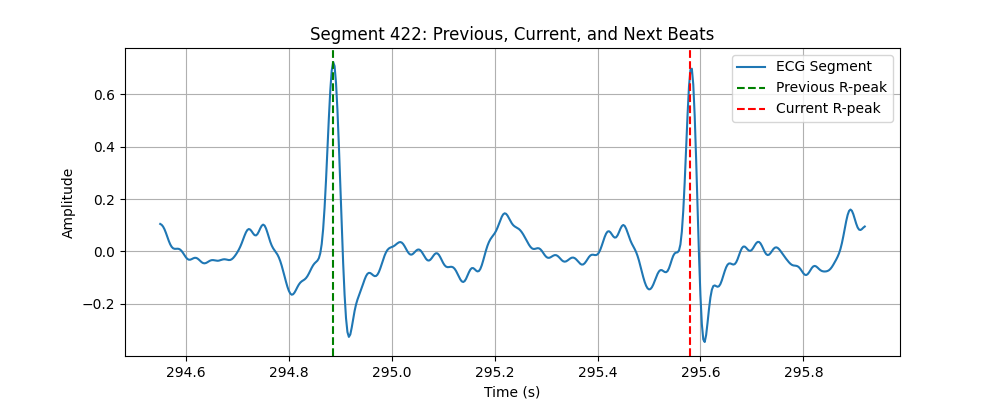 Segment 422: Previous, Current, and Next Beats
ECG Segment
Previous R-peak
Current R-peak
Amplitude
0.6
0.4
0.2
0.0
−0.2
294.6 294.8 295.0 295.2 295.4 295.6 295.8
Time (s)